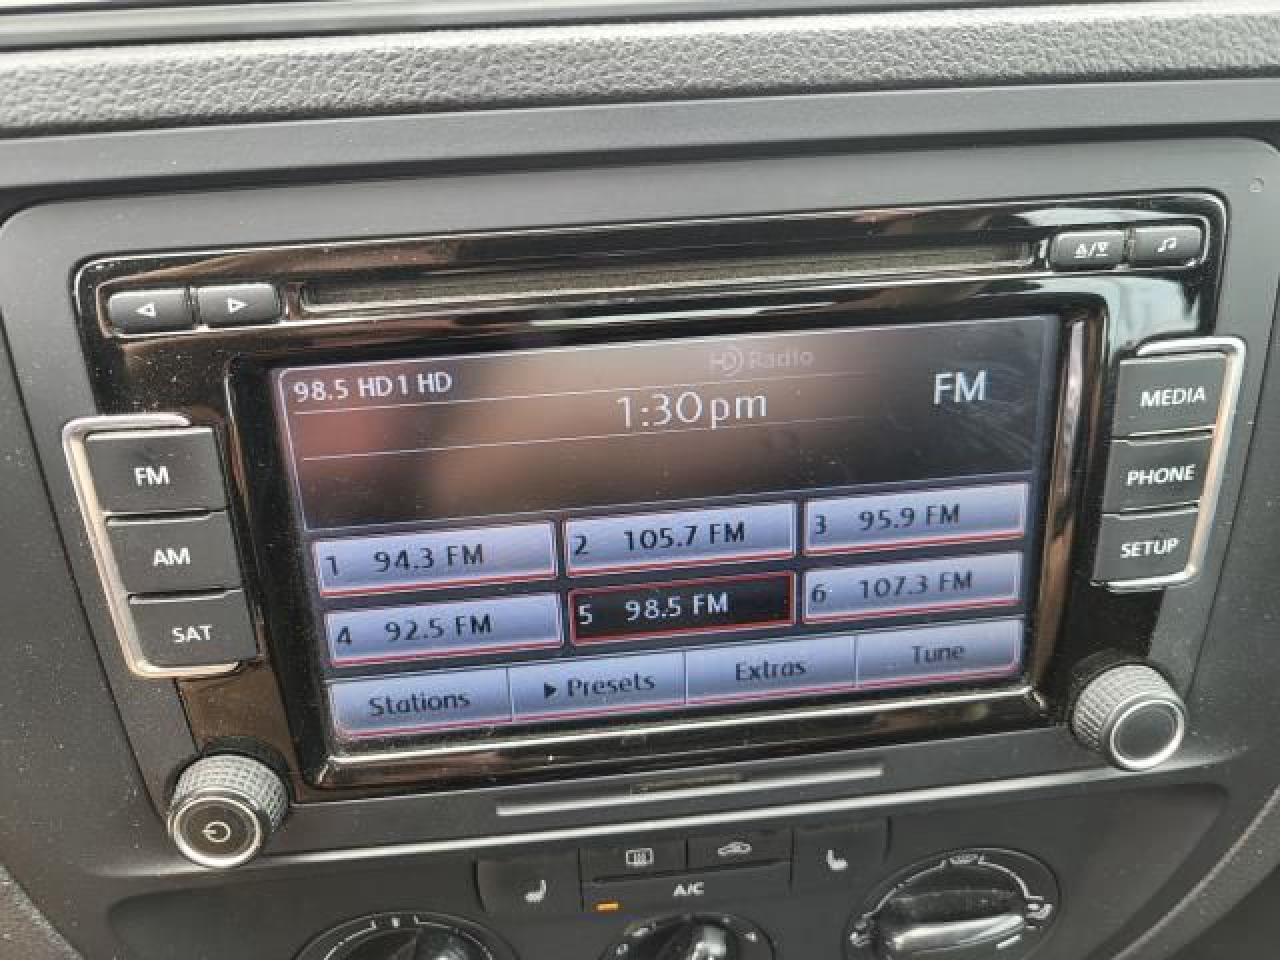 HD Radio
98.5 HD1 HD
1:30pm
FM
MEDIA
FM
PHONE
AM
SETUP
SAT
1 94.3 FM
2 105.7 FM
3 95.9 FM
4 92.5 FM
5 98.5 FM
6 107.3 FM
Stations
Presets
Extras
Tune
A/C